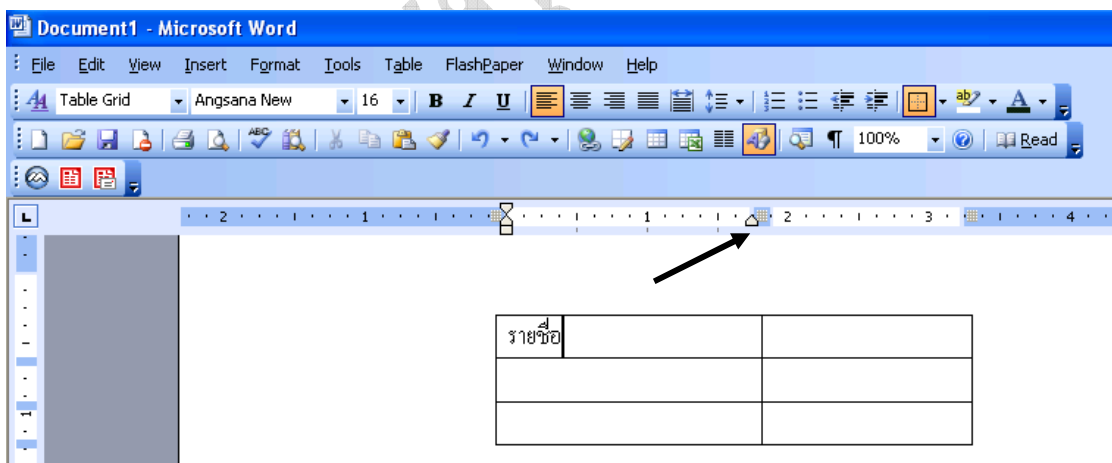 Document1 - Microsoft Word
File Edit View Insert Format Tools Table FlashPaper Window Help
Table Grid Angsana New 16 B I U
100% Read
2 1 1 2 3 4
รายชื่อ
1